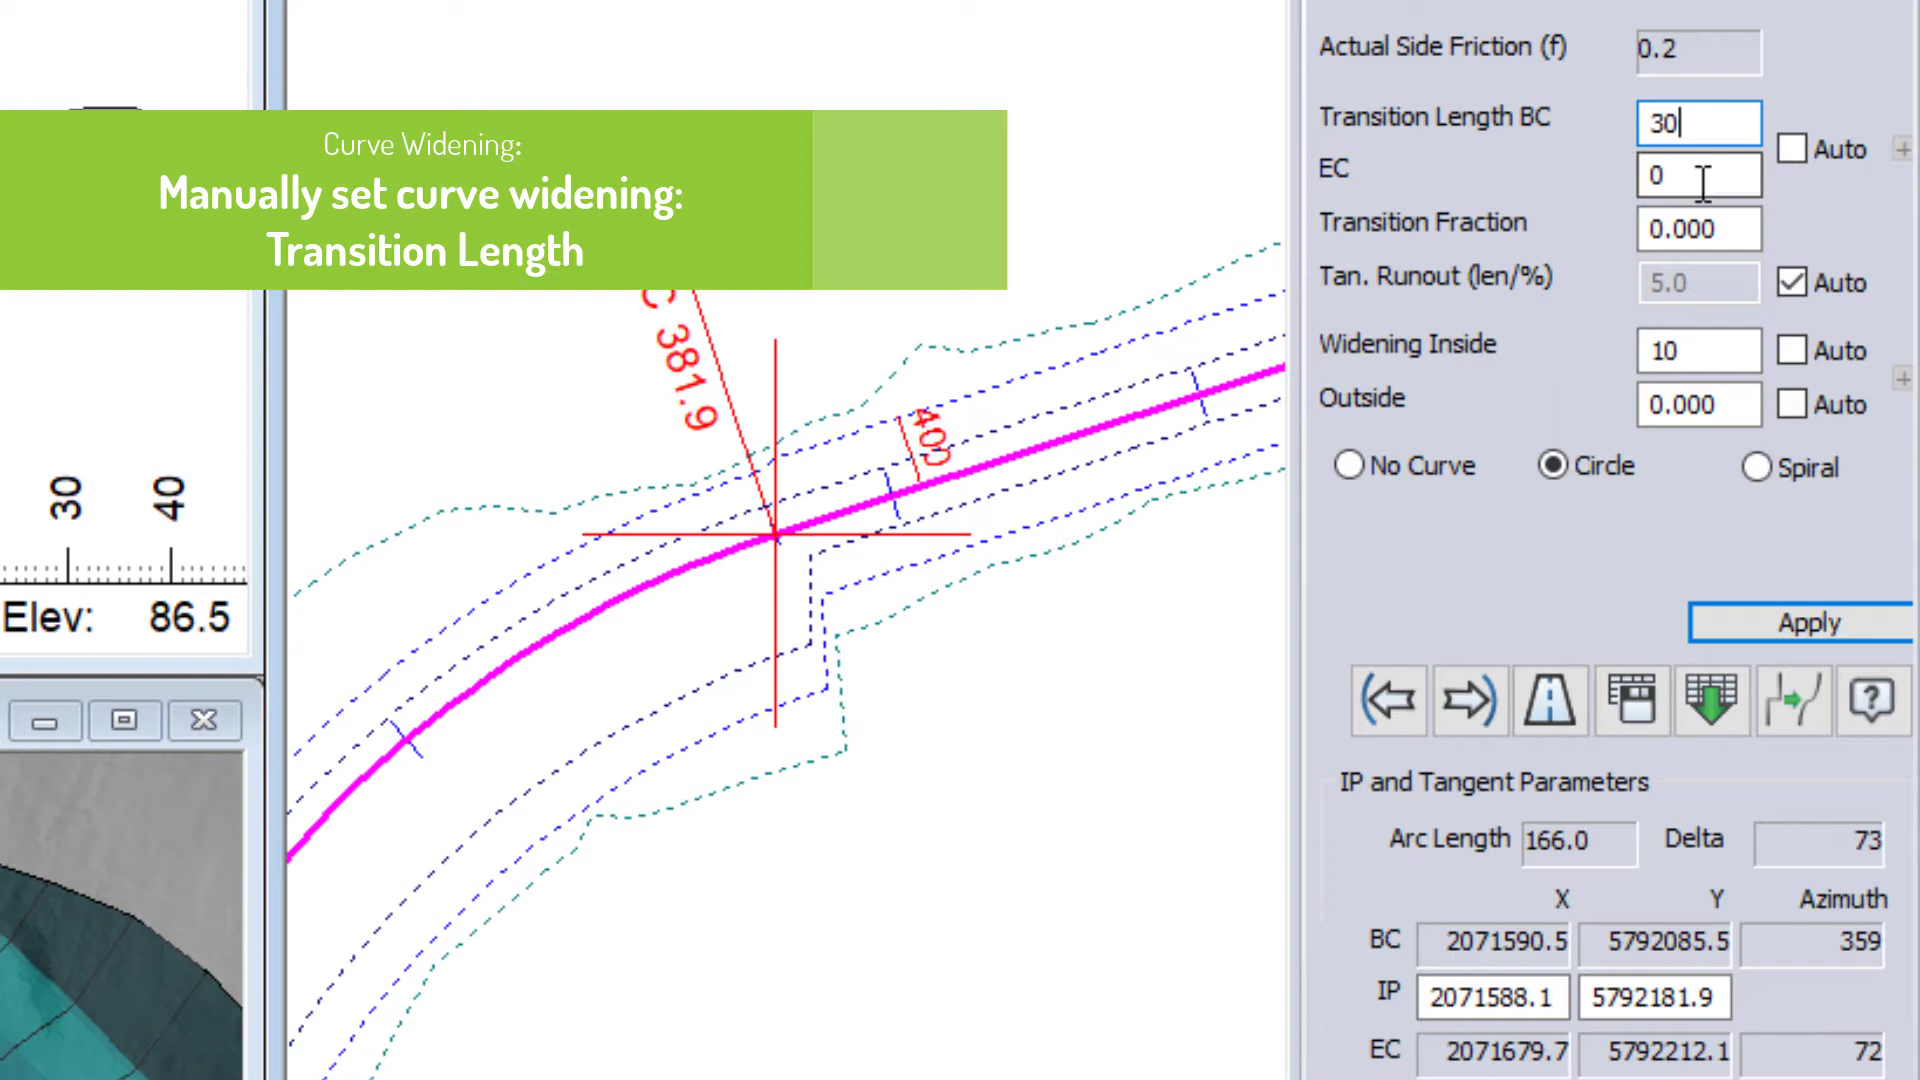 Curve Widening:
Manually set curve widening:
Transition Length
C 381.9
400
30
40
Elev: 86.5
Actual Side Friction (f) 0.2
Transition Length BC 30
Auto
EC 0
Transition Fraction 0.000
Tan. Runout (len/%) 5.0 Auto
Widening Inside 10 Auto
Outside 0.000 Auto
No Curve Circle Spiral
Apply
IP and Tangent Parameters
Arc Length 166.0 Delta 73
X Y Azimuth
BC 2071590.5 5792085.5 359
IP 2071588.1 5792181.9
EC 2071679.7 5792212.1 72